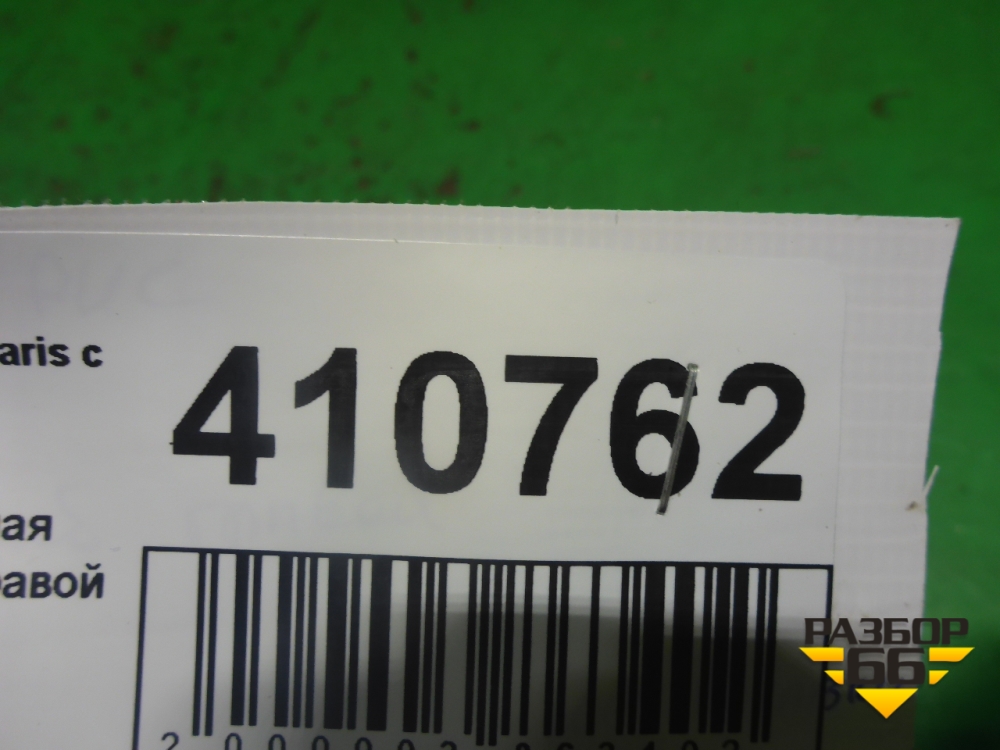 aris с
410762
ая
равой
РАЗБОР
66